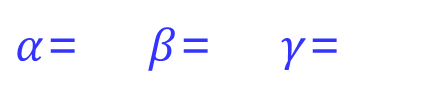 α= β= γ=